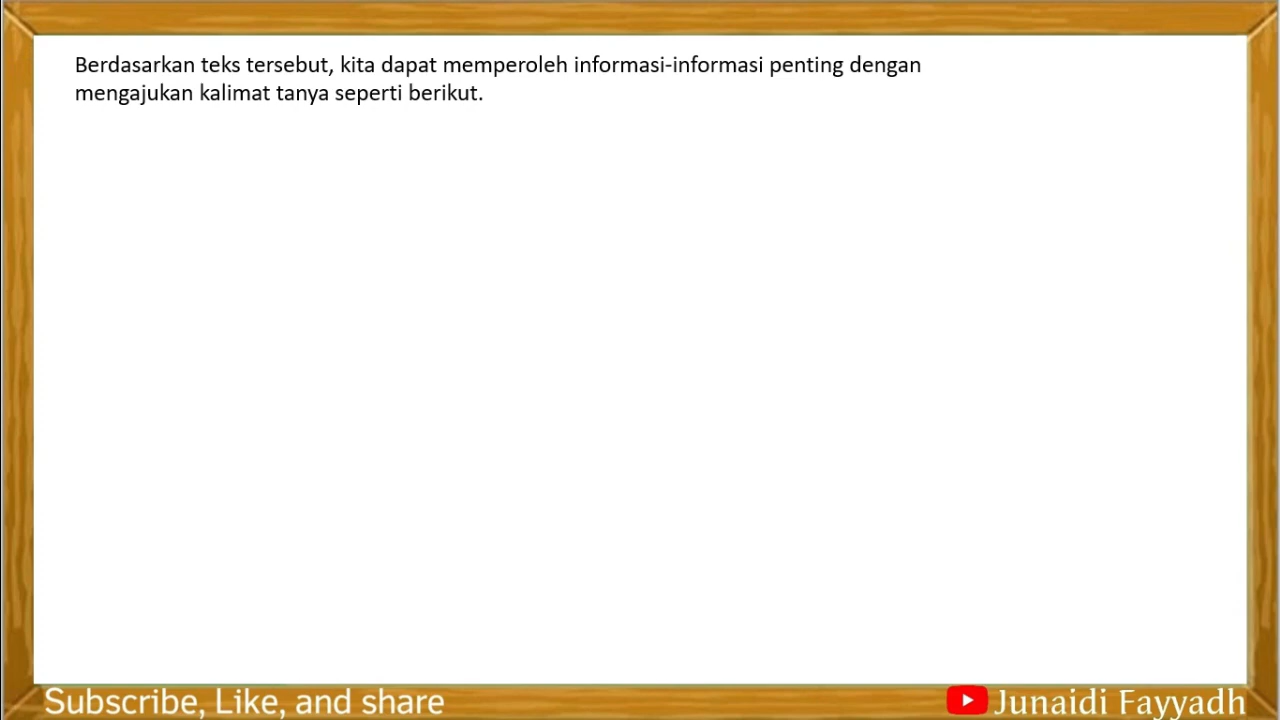 Berdasarkan teks tersebut, kita dapat memperoleh informasi-informasi penting dengan
mengajukan kalimat tanya seperti berikut.
Subscribe, Like, and share
Junaidi Fayyadh